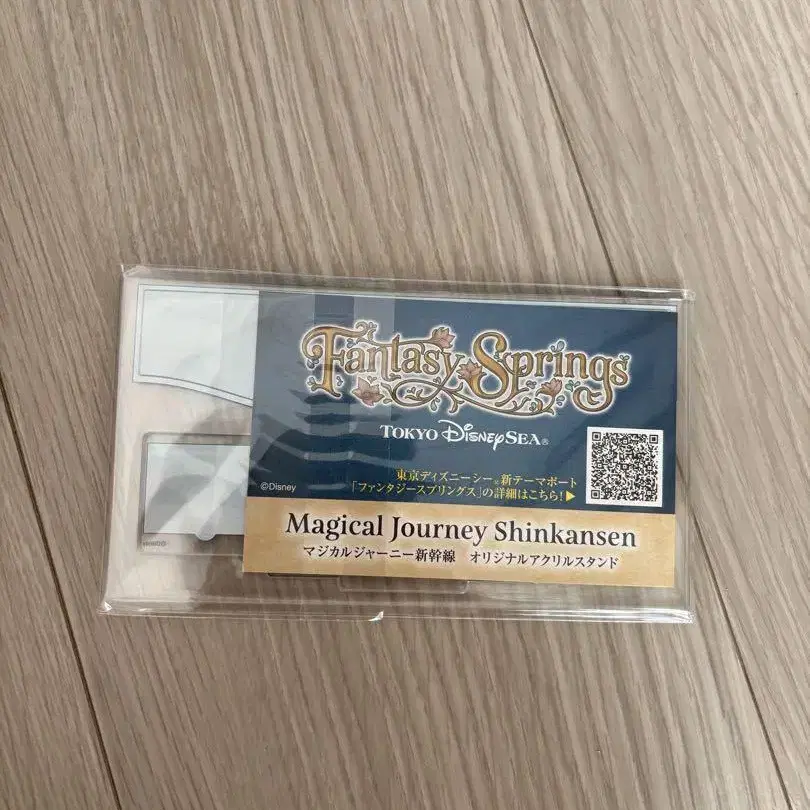 Fantasy Springs
TOKYO DISNEYSEA®
東京ディズニーシー®新テーマポート
「ファンタジースプリングス」の詳細はこちら!▶
©Disney
Magical Journey Shinkansen
マジカルジャーニー新幹線 オリジナルアクリルスタンド